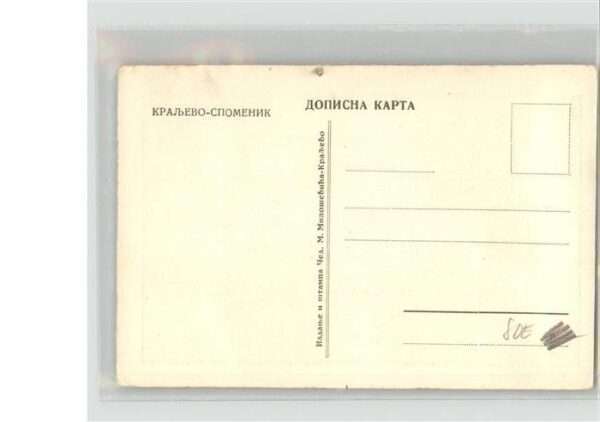 КРАЉЕВО-СПОМЕНИК
ДОПИСНА КАРТА
Издање и штампа Чед. М. Милошевића-Краљево